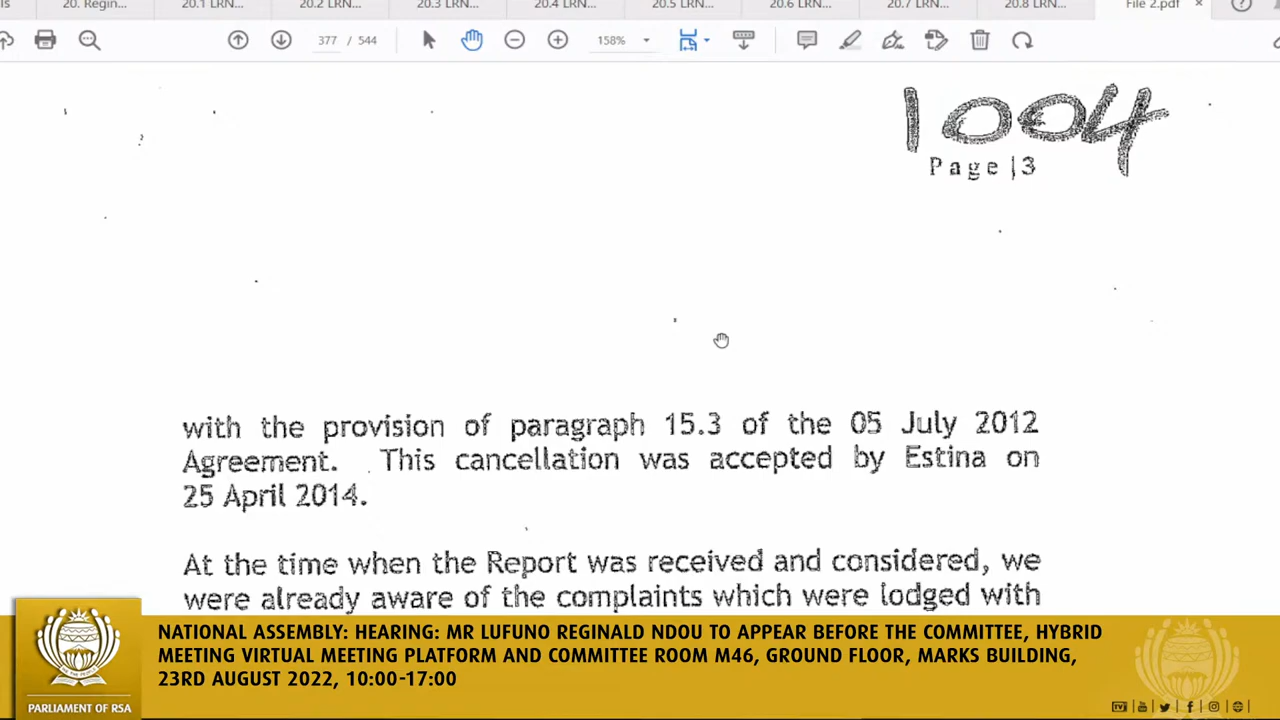 20. Regin...
20.1 LRN...
20.2 LRN...
20.3 LRN...
20.4 LRN...
20.5 LRN...
20.6 LRN...
20.7 LRN...
20.8 LRN...
File 2.pdf
377 / 544
158%
1004
Page |3
with the provision of paragraph 15.3 of the 05 July 2012
Agreement. This cancellation was accepted by Estina on
25 April 2014.
At the time when the Report was received and considered, we
were already aware of the complaints which were lodged with
NATIONAL ASSEMBLY: HEARING: MR LUFUNO REGINALD NDOU TO APPEAR BEFORE THE COMMITTEE, HYBRID
MEETING VIRTUAL MEETING PLATFORM AND COMMITTEE ROOM M46, GROUND FLOOR, MARKS BUILDING,
23RD AUGUST 2022, 10:00-17:00
PARLIAMENT OF RSA